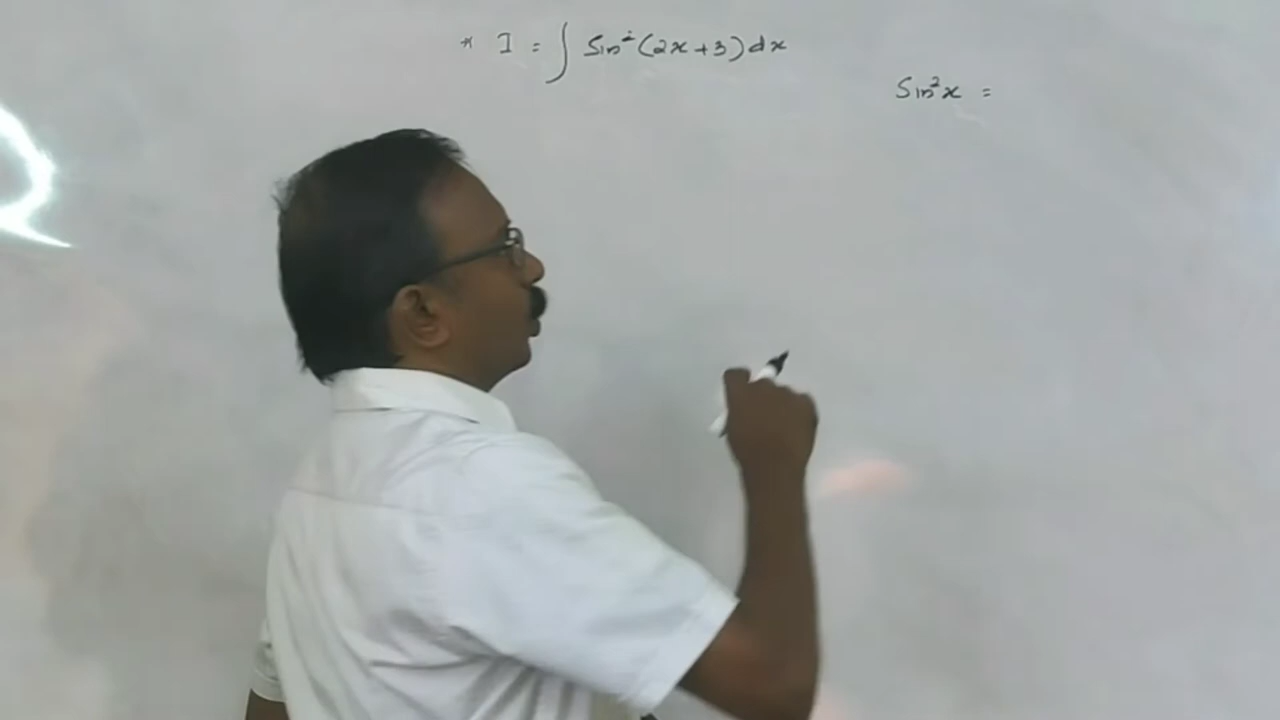 * I = ∫ Sin²(2x+3)dx
Sin²x =